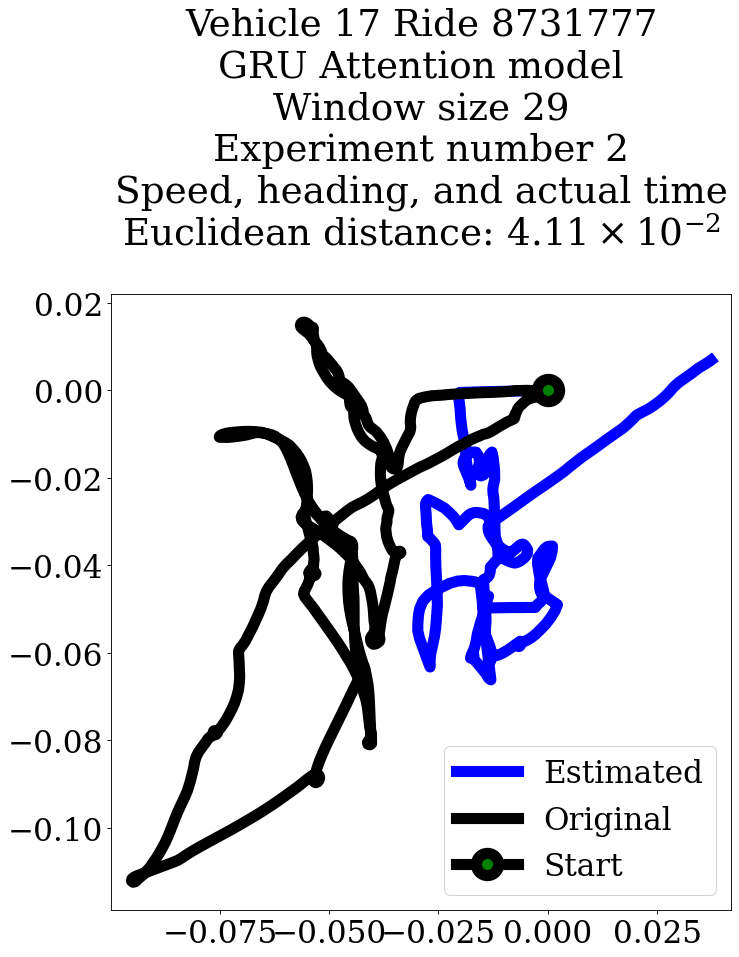 Vehicle 17 Ride 8731777
GRU Attention model
Window size 29
Experiment number 2
Speed, heading, and actual time
Euclidean distance: 4.11 × 10⁻²
0.02
0.00
−0.02
−0.04
−0.06
−0.08
−0.10
Estimated
Original
Start
−0.075 −0.050 −0.025 0.000 0.025